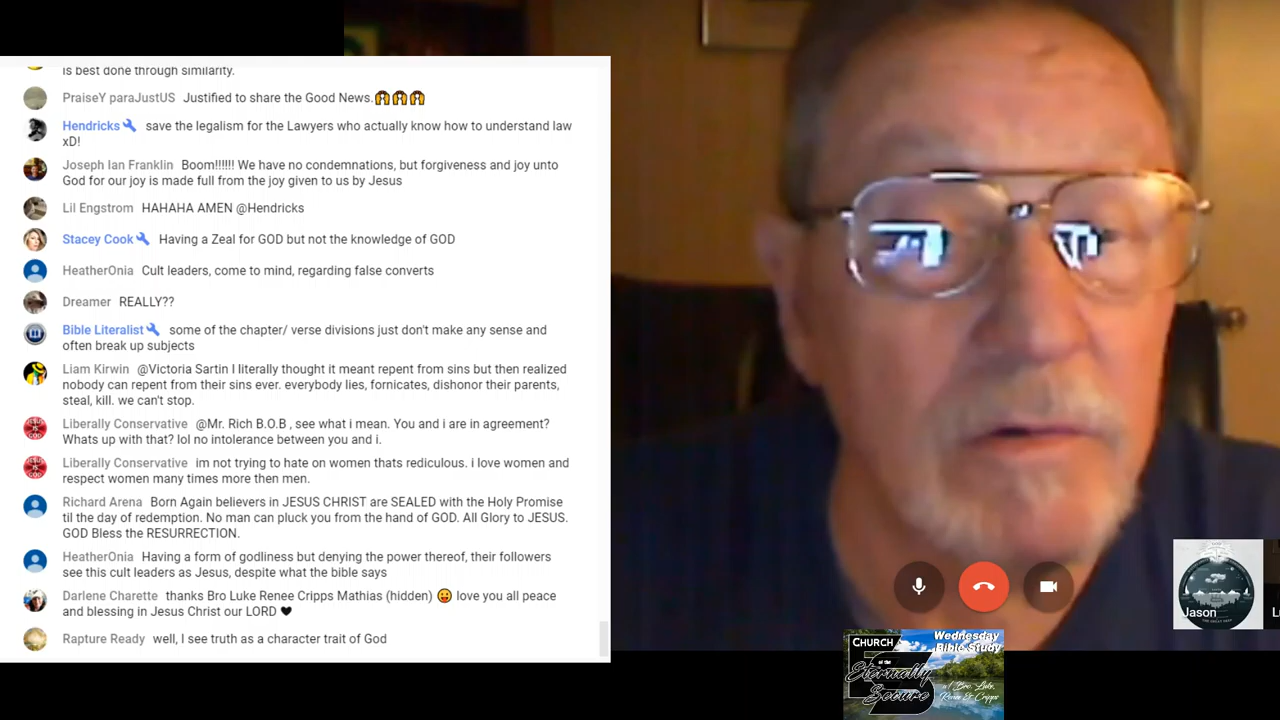 is best done through similarity.
PraiseY paraJustUS Justified to share the Good News.🙌🙌🙌
Hendricks save the legalism for the Lawyers who actually know how to understand law
xD!
Joseph Ian Franklin Boom!!!!!! We have no condemnations, but forgiveness and joy unto
God for our joy is made full from the joy given to us by Jesus
Lil Engstrom HAHAHA AMEN @Hendricks
Stacey Cook Having a Zeal for GOD but not the knowledge of GOD
HeatherOnia Cult leaders, come to mind, regarding false converts
Dreamer REALLY??
Bible Literalist some of the chapter/ verse divisions just don't make any sense and
often break up subjects
Liam Kirwin @Victoria Sartin I literally thought it meant repent from sins but then realized
nobody can repent from their sins ever. everybody lies, fornicates, dishonor their parents,
steal, kill. we can't stop.
Liberally Conservative @Mr. Rich B.O.B , see what i mean. You and i are in agreement?
Whats up with that? lol no intolerance between you and i.
Liberally Conservative im not trying to hate on women thats rediculous. i love women and
respect women many times more then men.
Richard Arena Born Again believers in JESUS CHRIST are SEALED with the Holy Promise
til the day of redemption. No man can pluck you from the hand of GOD. All Glory to JESUS.
GOD Bless the RESURRECTION.
HeatherOnia Having a form of godliness but denying the power thereof, their followers
see this cult leaders as Jesus, despite what the bible says
Darlene Charette thanks Bro Luke Renee Cripps Mathias (hidden) 😜 love you all peace
and blessing in Jesus Christ our LORD ♥
Rapture Ready well, I see truth as a character trait of God
Jason
Lu
CHURCH
of the
Eternally
Secure
Wednesday
Bible Study
w/ Bro. Luke,
Renee & Cripps